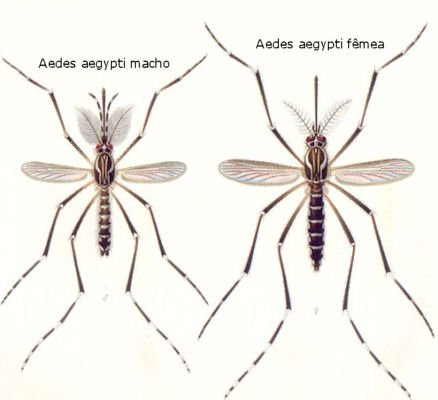 Aedes aegypti macho
Aedes aegypti fêmea
♂
♀